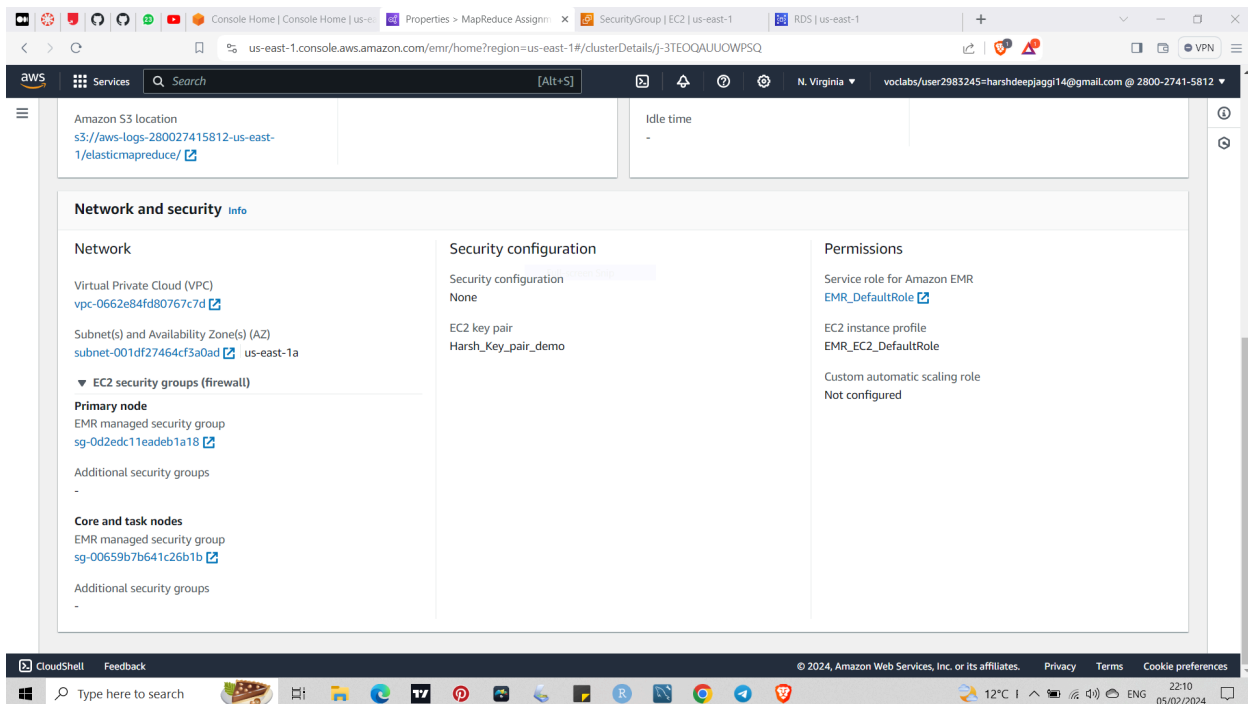 Console Home | Console Home | us-e
Properties > MapReduce Assignm
SecurityGroup | EC2 | us-east-1
RDS | us-east-1
us-east-1.console.aws.amazon.com/emr/home?region=us-east-1#/clusterDetails/j-3TEOQAUUOWPSQ
VPN
aws
Services
Search
[Alt+S]
N. Virginia
voclabs/user2983245=harshdeepjaggi14@gmail.com @ 2800-2741-5812
Amazon S3 location
s3://aws-logs-280027415812-us-east-
1/elasticmapreduce/
Idle time
-
Network and security Info
Network
Virtual Private Cloud (VPC)
vpc-0662e84fd80767c7d
Subnet(s) and Availability Zone(s) (AZ)
subnet-001df27464cf3a0ad us-east-1a
EC2 security groups (firewall)
Primary node
EMR managed security group
sg-0d2edc11eadeb1a18
Additional security groups
-
Core and task nodes
EMR managed security group
sg-00659b7b641c26b1b
Additional security groups
-
Security configuration
Security configuration
None
EC2 key pair
Harsh_Key_pair_demo
Permissions
Service role for Amazon EMR
EMR_DefaultRole
EC2 instance profile
EMR_EC2_DefaultRole
Custom automatic scaling role
Not configured
CloudShell Feedback
© 2024, Amazon Web Services, Inc. or its affiliates. Privacy Terms Cookie preferences
Type here to search
12°C
ENG
22:10
05/02/2024